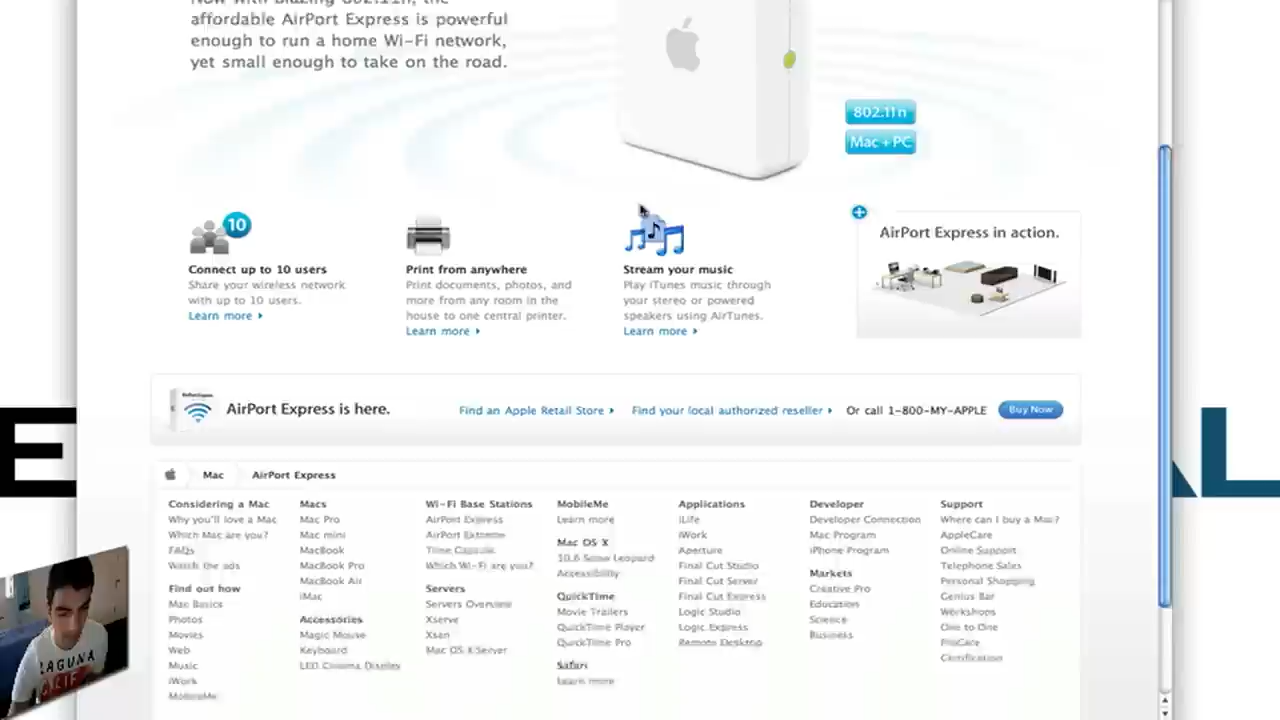 Now with blazing 802.11n, the
affordable AirPort Express is powerful
enough to run a home Wi-Fi network,
yet small enough to take on the road.
802.11n
Mac + PC
10
Connect up to 10 users
Share your wireless network
with up to 10 users.
Learn more
Print from anywhere
Print documents, photos, and
more from any room in the
house to one central printer.
Learn more
Stream your music
Play iTunes music through
your stereo or powered
speakers using AirTunes.
Learn more
AirPort Express in action.
AirPort Express is here.
Find an Apple Retail Store
Find your local authorized reseller
Or call 1-800-MY-APPLE
Buy Now
E
AL
Mac
AirPort Express
Considering a Mac
Why you'll love a Mac
Which Mac are you?
FAQs
Watch the ads
Find out how
Mac Basics
Photos
Movies
Web
Music
iWork
MobileMe
Macs
Mac Pro
Mac mini
MacBook
MacBook Pro
MacBook Air
iMac
Accessories
Magic Mouse
Keyboard
LED Cinema Display
Wi-Fi Base Stations
AirPort Express
AirPort Extreme
Time Capsule
Which Wi-Fi are you?
Servers
Servers Overview
Xserve
Xsan
Mac OS X Server
MobileMe
Learn more
Mac OS X
10.6 Snow Leopard
Accessibility
QuickTime
Movie Trailers
QuickTime Player
QuickTime Pro
Safari
Learn more
Applications
iLife
iWork
Aperture
Final Cut Studio
Final Cut Server
Final Cut Express
Logic Studio
Logic Express
Remote Desktop
Developer
Developer Connection
Mac Program
iPhone Program
Markets
Creative Pro
Education
Science
Business
Support
Where can I buy a Mac?
AppleCare
Online Support
Telephone Sales
Personal Shopping
Genius Bar
Workshops
One to One
ProCare
Certification
LAGUNA
CALIF